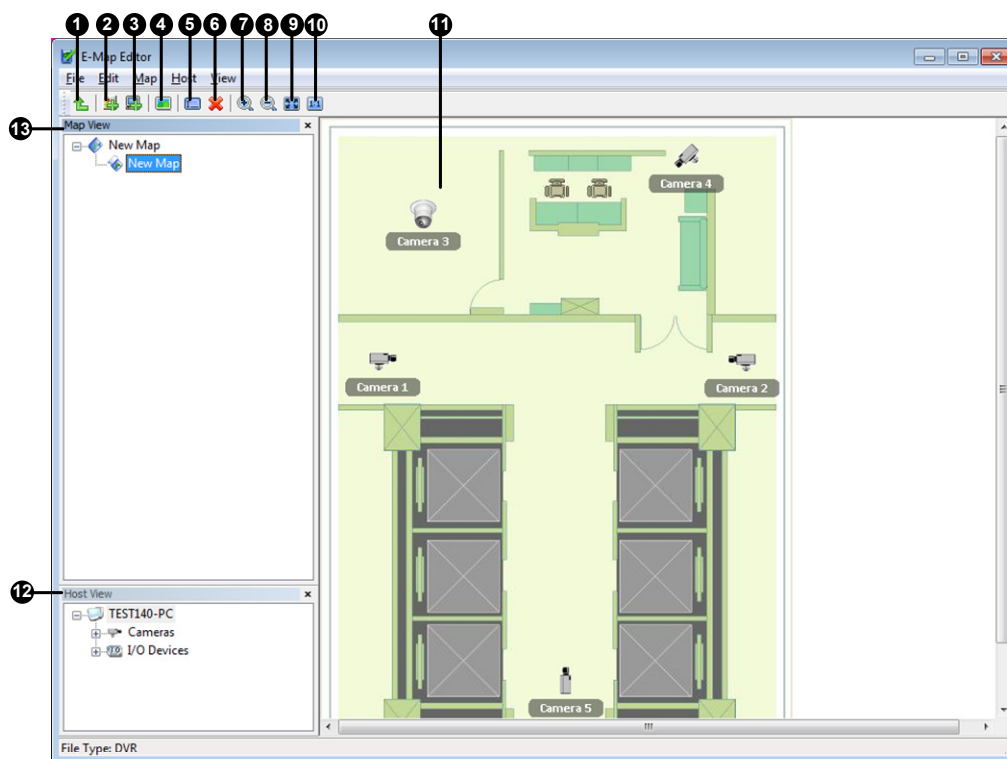 1 2 3 4 5 6 7 8 9 10 11
E-Map Editor
File Edit Map Host View
1:1
13
Map View
New Map
New Map
Camera 4
Camera 3
Camera 1
Camera 2
12
Host View
TEST140-PC
Cameras
I/O Devices
Camera 5
File Type: DVR